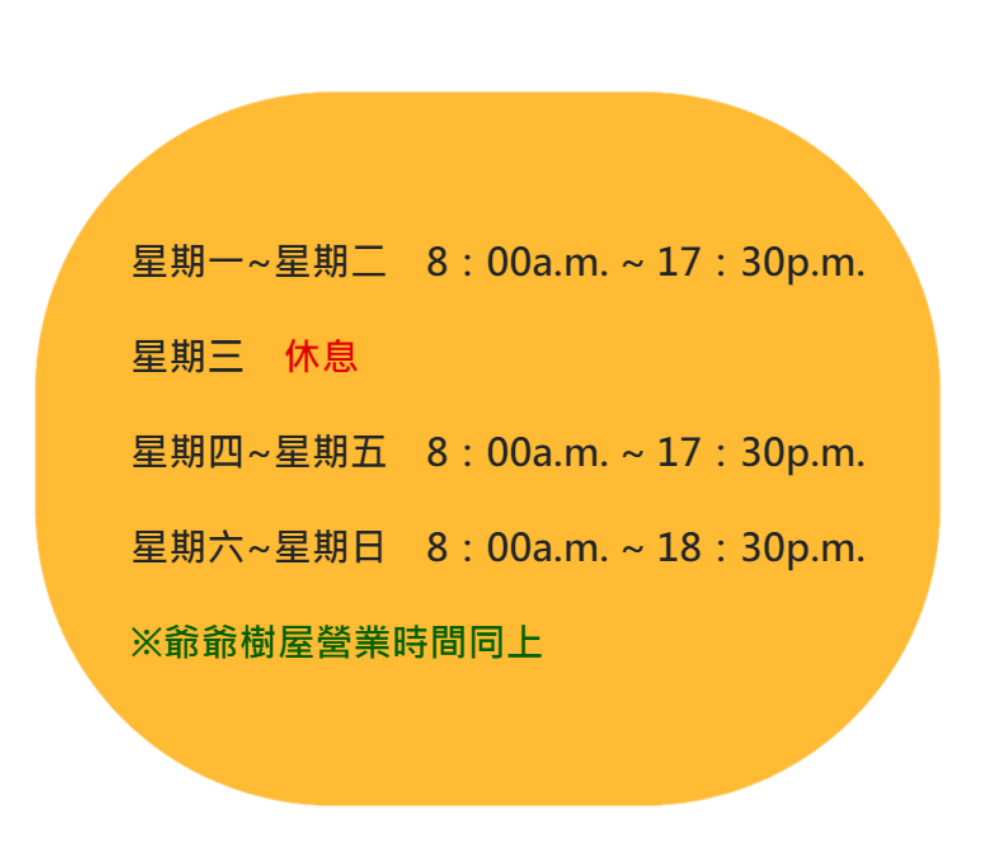 星期一~星期二　8：00a.m. ~ 17：30p.m.
星期三　休息
星期四~星期五　8：00a.m. ~ 17：30p.m.
星期六~星期日　8：00a.m. ~ 18：30p.m.
※爺爺樹屋營業時間同上